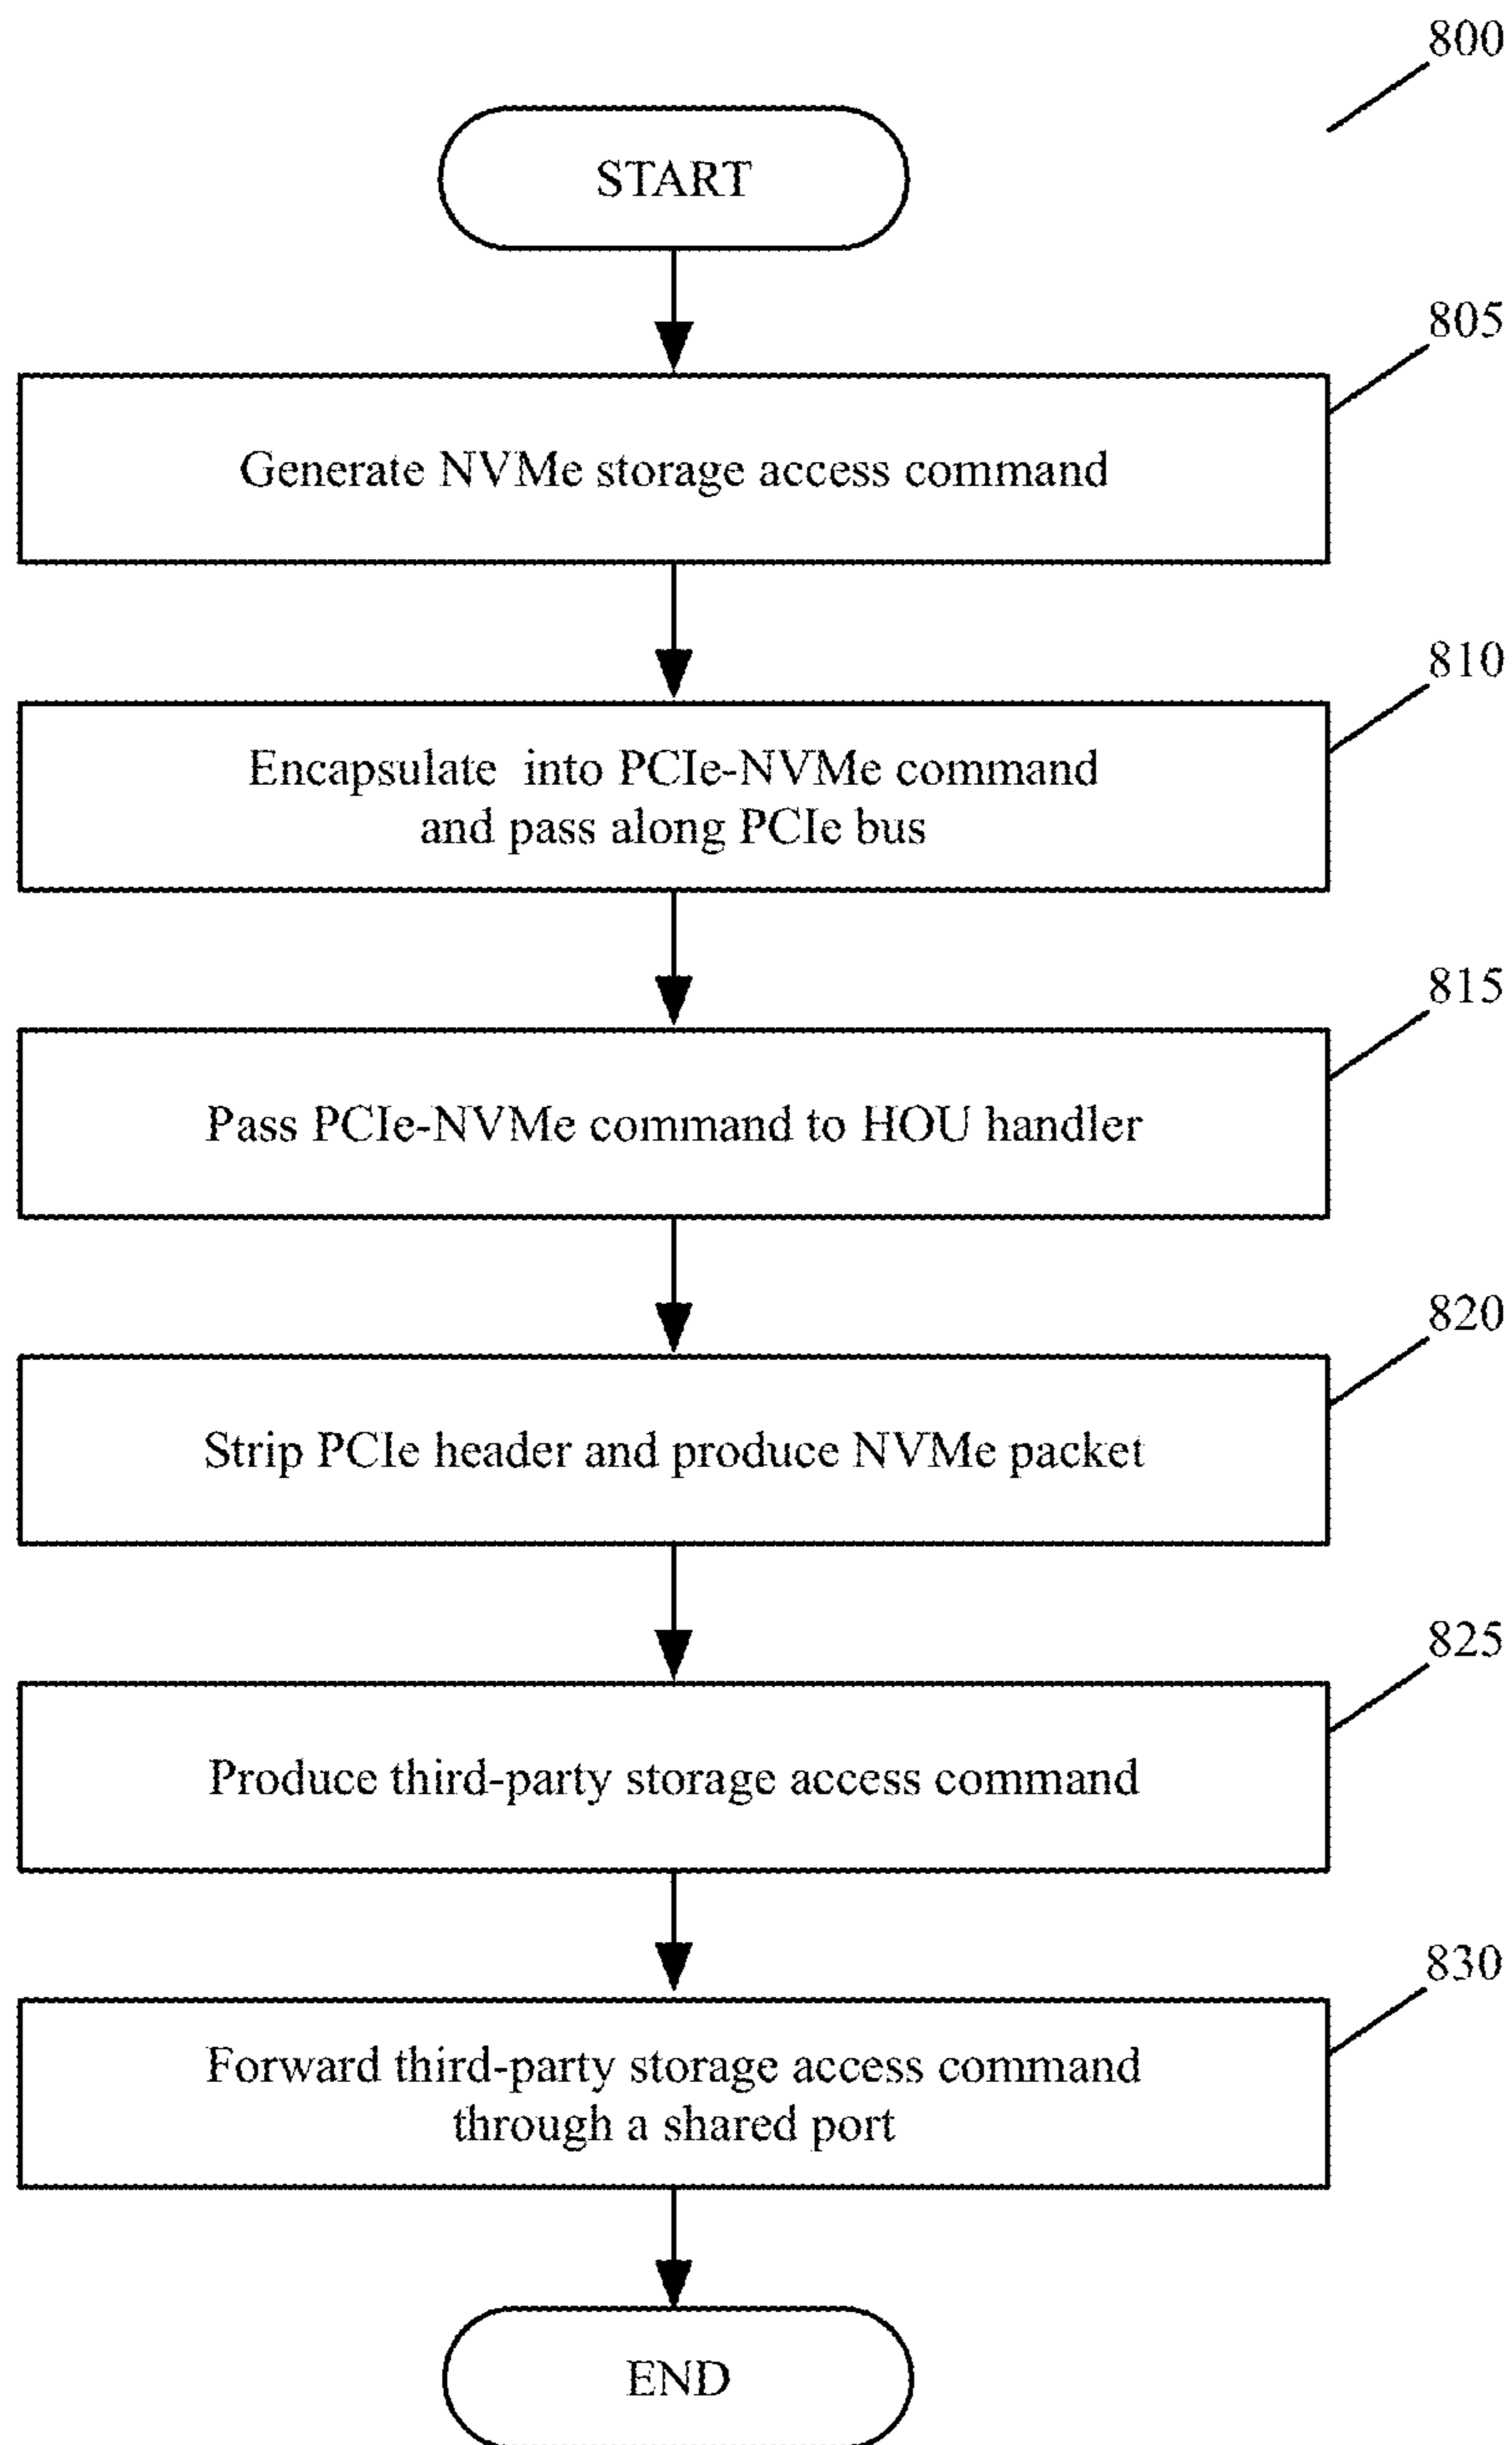 800
START
805
Generate NVMe storage access command
810
Encapsulate into PCIe-NVMe command
and pass along PCIe bus
815
Pass PCIe-NVMe command to HOU handler
820
Strip PCIe header and produce NVMe packet
825
Produce third-party storage access command
830
Forward third-party storage access command
through a shared port
END